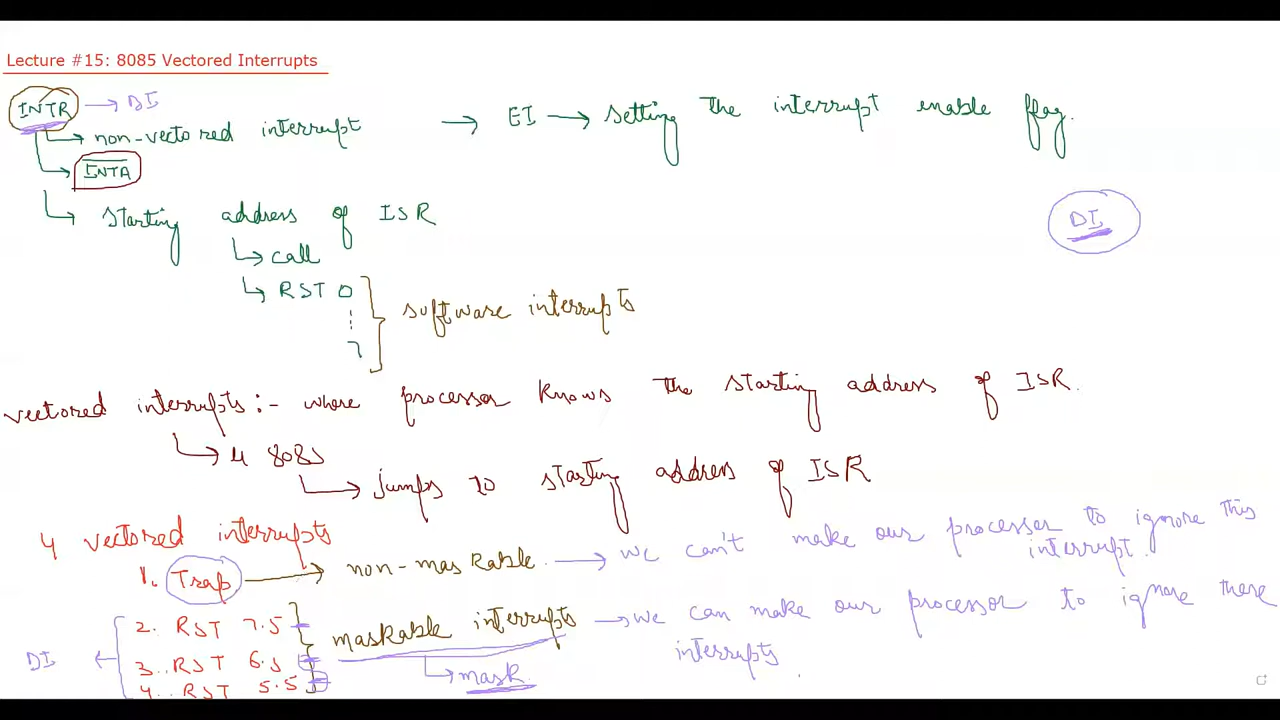 Lecture #15: 8085 Vectored Interrupts
INTR → DI
→ non-vectored interrupt → EI → setting the interrupt enable flag.
→ INTA
DI
→ starting address of ISR
→ call
→ RST 0
⋮ } software interrupts
7
vectored interrupts :- where processor knows the starting address of ISR.
→ 4 8085
→ jumps to starting address of ISR
4 vectored interrupts
1. Trap → non-maskable → we can't make our processor to ignore this interrupt.
2. RST 7.5
3. RST 6.5
4. RST 5.5
DI
maskable interrupts → we can make our processor to ignore these interrupts
→ mask